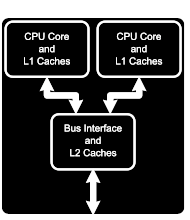 CPU Core
and
L1 Caches
CPU Core
and
L1 Caches
Bus Interface
and
L2 Caches